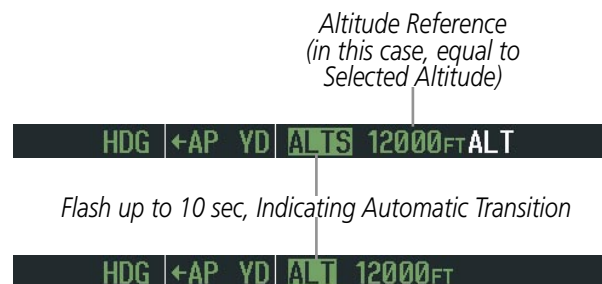 Altitude Reference
(in this case, equal to
Selected Altitude)
HDG ←AP YD ALTS 12000FT ALT
Flash up to 10 sec, Indicating Automatic Transition
HDG ←AP YD ALT 12000FT